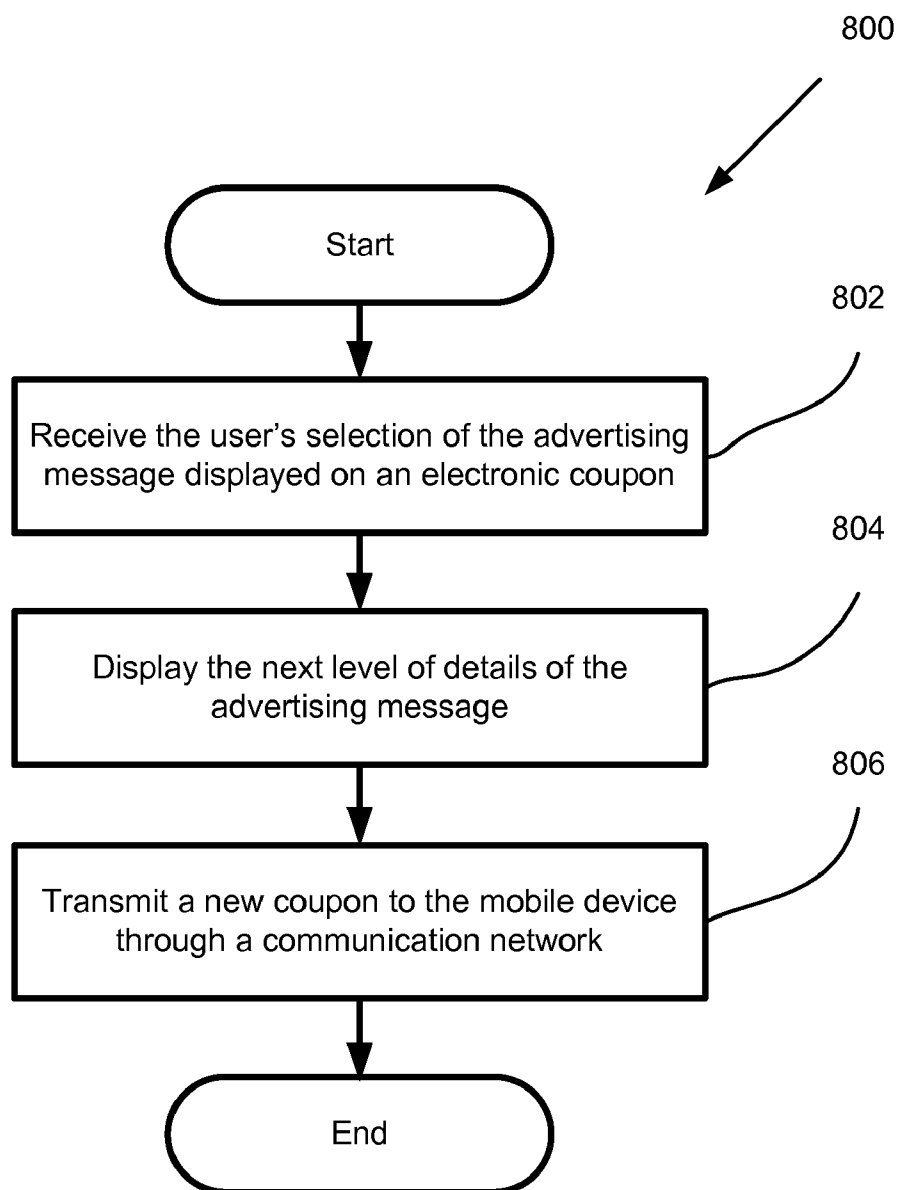 800
Start
802
Receive the user's selection of the advertising
message displayed on an electronic coupon
804
Display the next level of details of the
advertising message
806
Transmit a new coupon to the mobile device
through a communication network
End